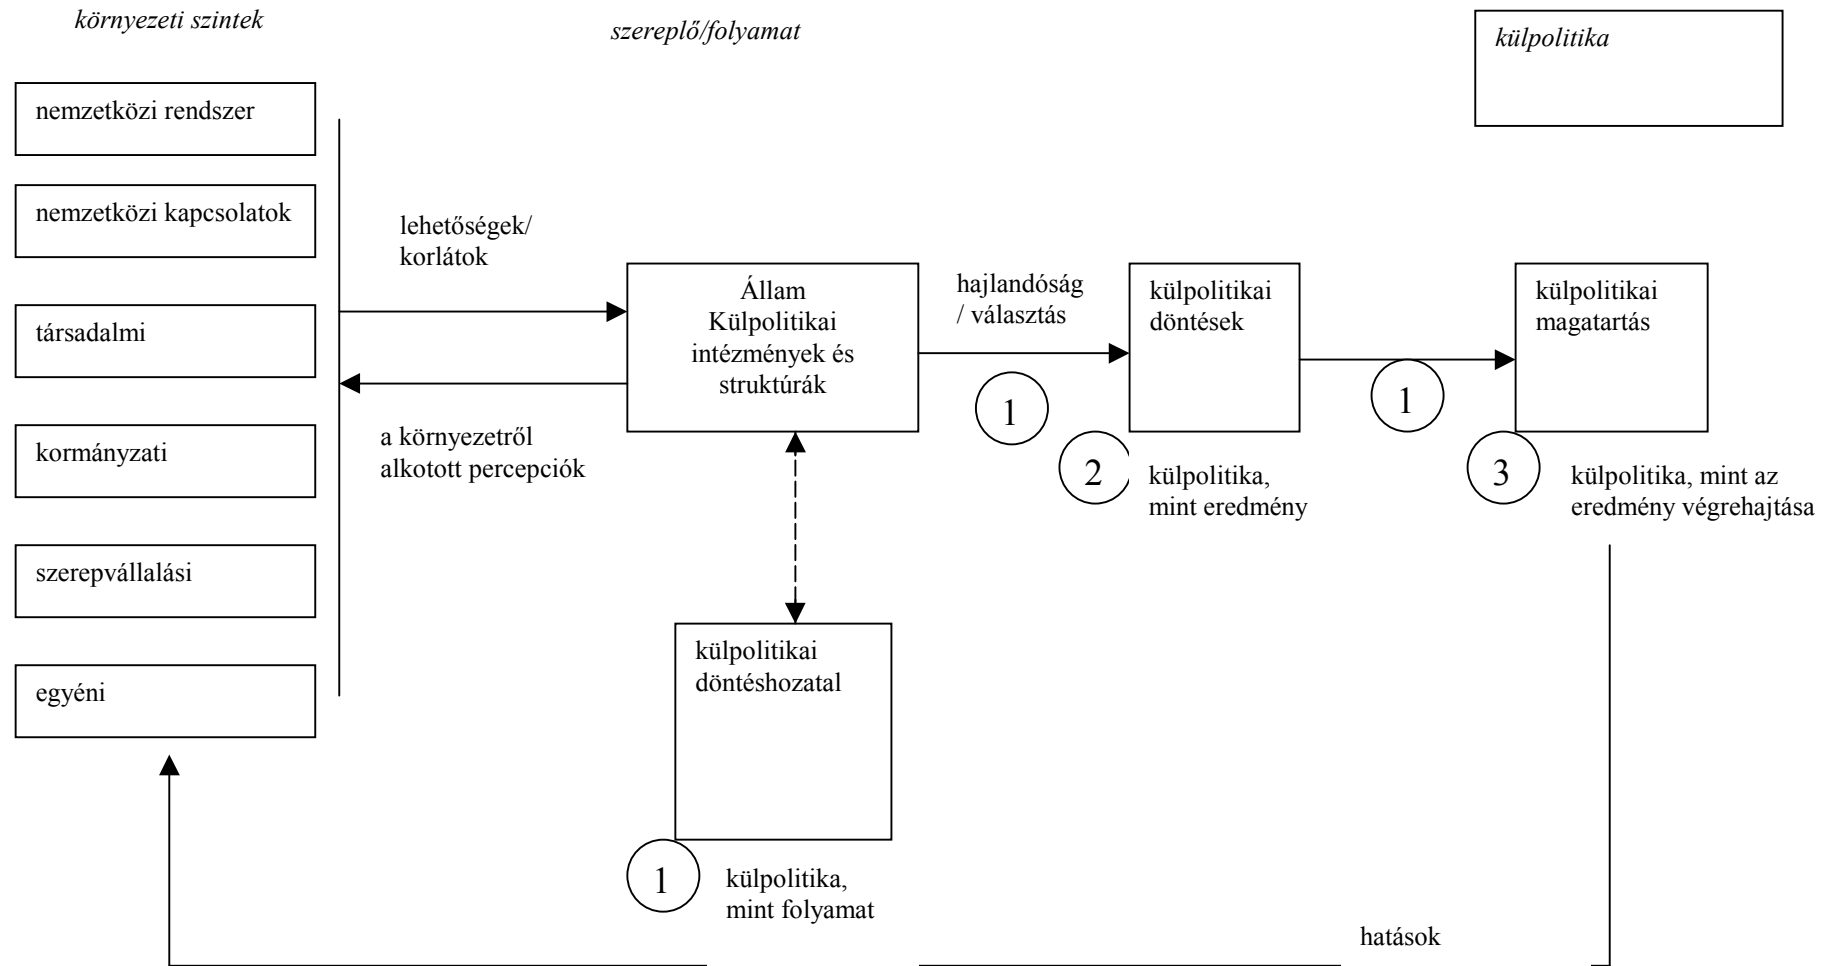 környezeti szintek
szereplő/folyamat
külpolitika
nemzetközi rendszer
nemzetközi kapcsolatok
társadalmi
kormányzati
szerepvállalási
egyéni
lehetőségek/
korlátok
a környezetről
alkotott percepciók
Állam
Külpolitikai
intézmények és
struktúrák
hajlandóság
/ választás
1
külpolitikai
döntések
2
külpolitika,
mint eredmény
1
külpolitikai
magatartás
3
külpolitika, mint az
eredmény végrehajtása
külpolitikai
döntéshozatal
1
külpolitika,
mint folyamat
hatások